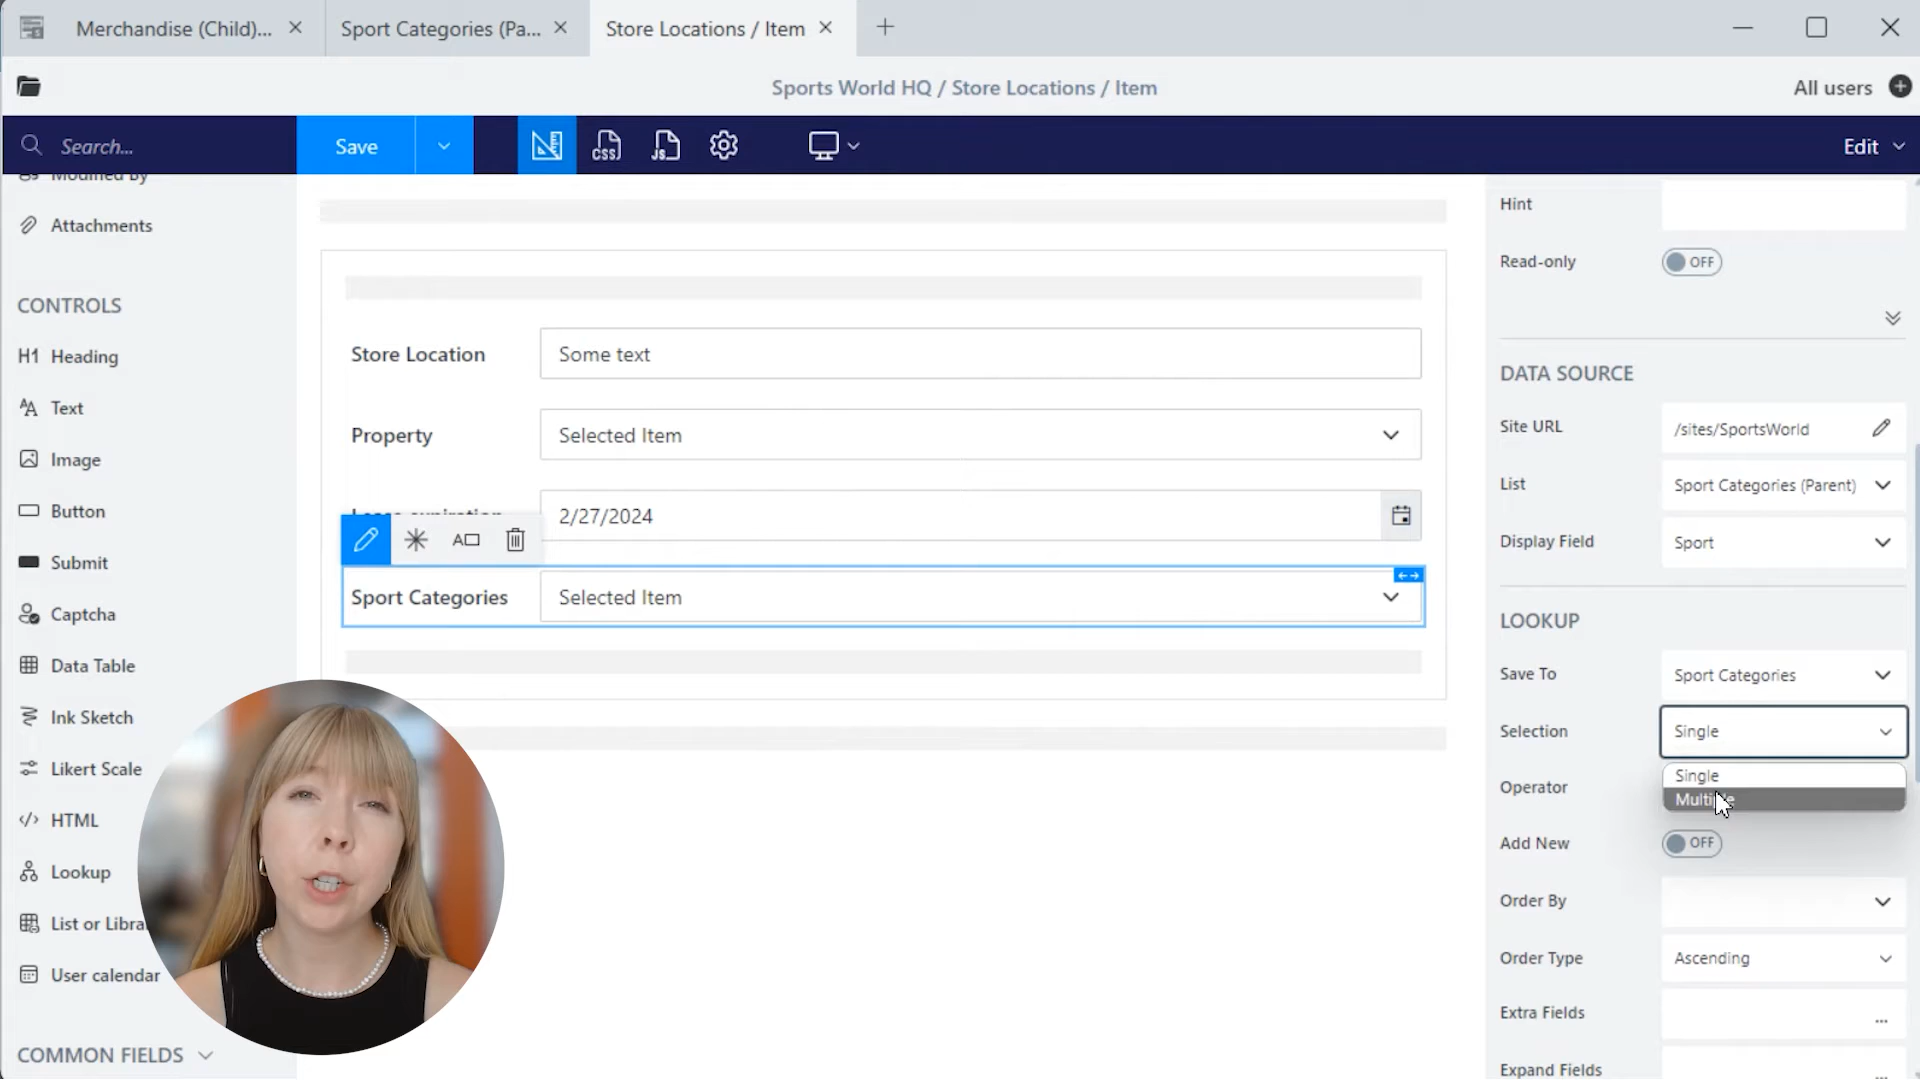 Merchandise (Child)...
Sport Categories (Pa...
Store Locations / Item
Sports World HQ / Store Locations / Item
All users
Search...
Save
CSS
JS
Edit
Modified By
Attachments
CONTROLS
H1 Heading
Text
Image
Button
Submit
Captcha
Data Table
Ink Sketch
Likert Scale
HTML
Lookup
List or Libra
User calendar
COMMON FIELDS
Store Location
Some text
Property
Selected Item
Lease expiration
2/27/2024
A
Sport Categories
Selected Item
Hint
Read-only
OFF
DATA SOURCE
Site URL
/sites/SportsWorld
List
Sport Categories (Parent)
Display Field
Sport
LOOKUP
Save To
Sport Categories
Selection
Single
Single
Multiple
Operator
Add New
OFF
Order By
Order Type
Ascending
Extra Fields
...
Expand Fields
...